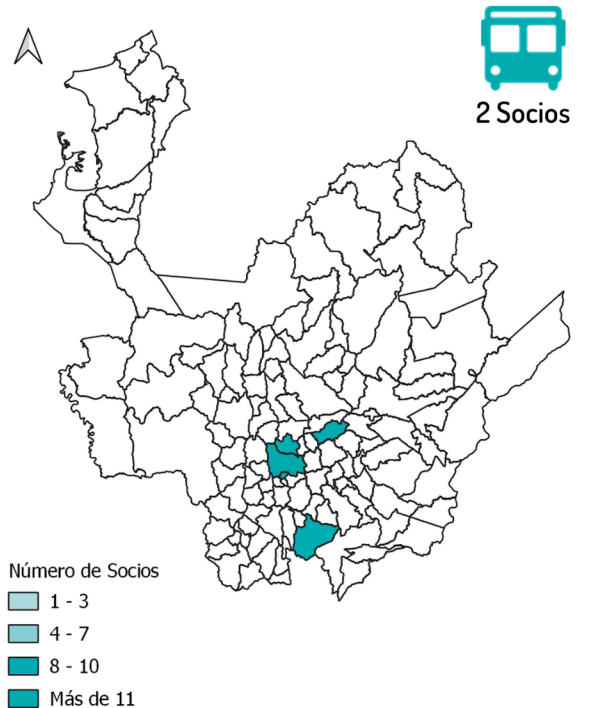 2 Socios
Número de Socios
1 - 3
4 - 7
8 - 10
Más de 11